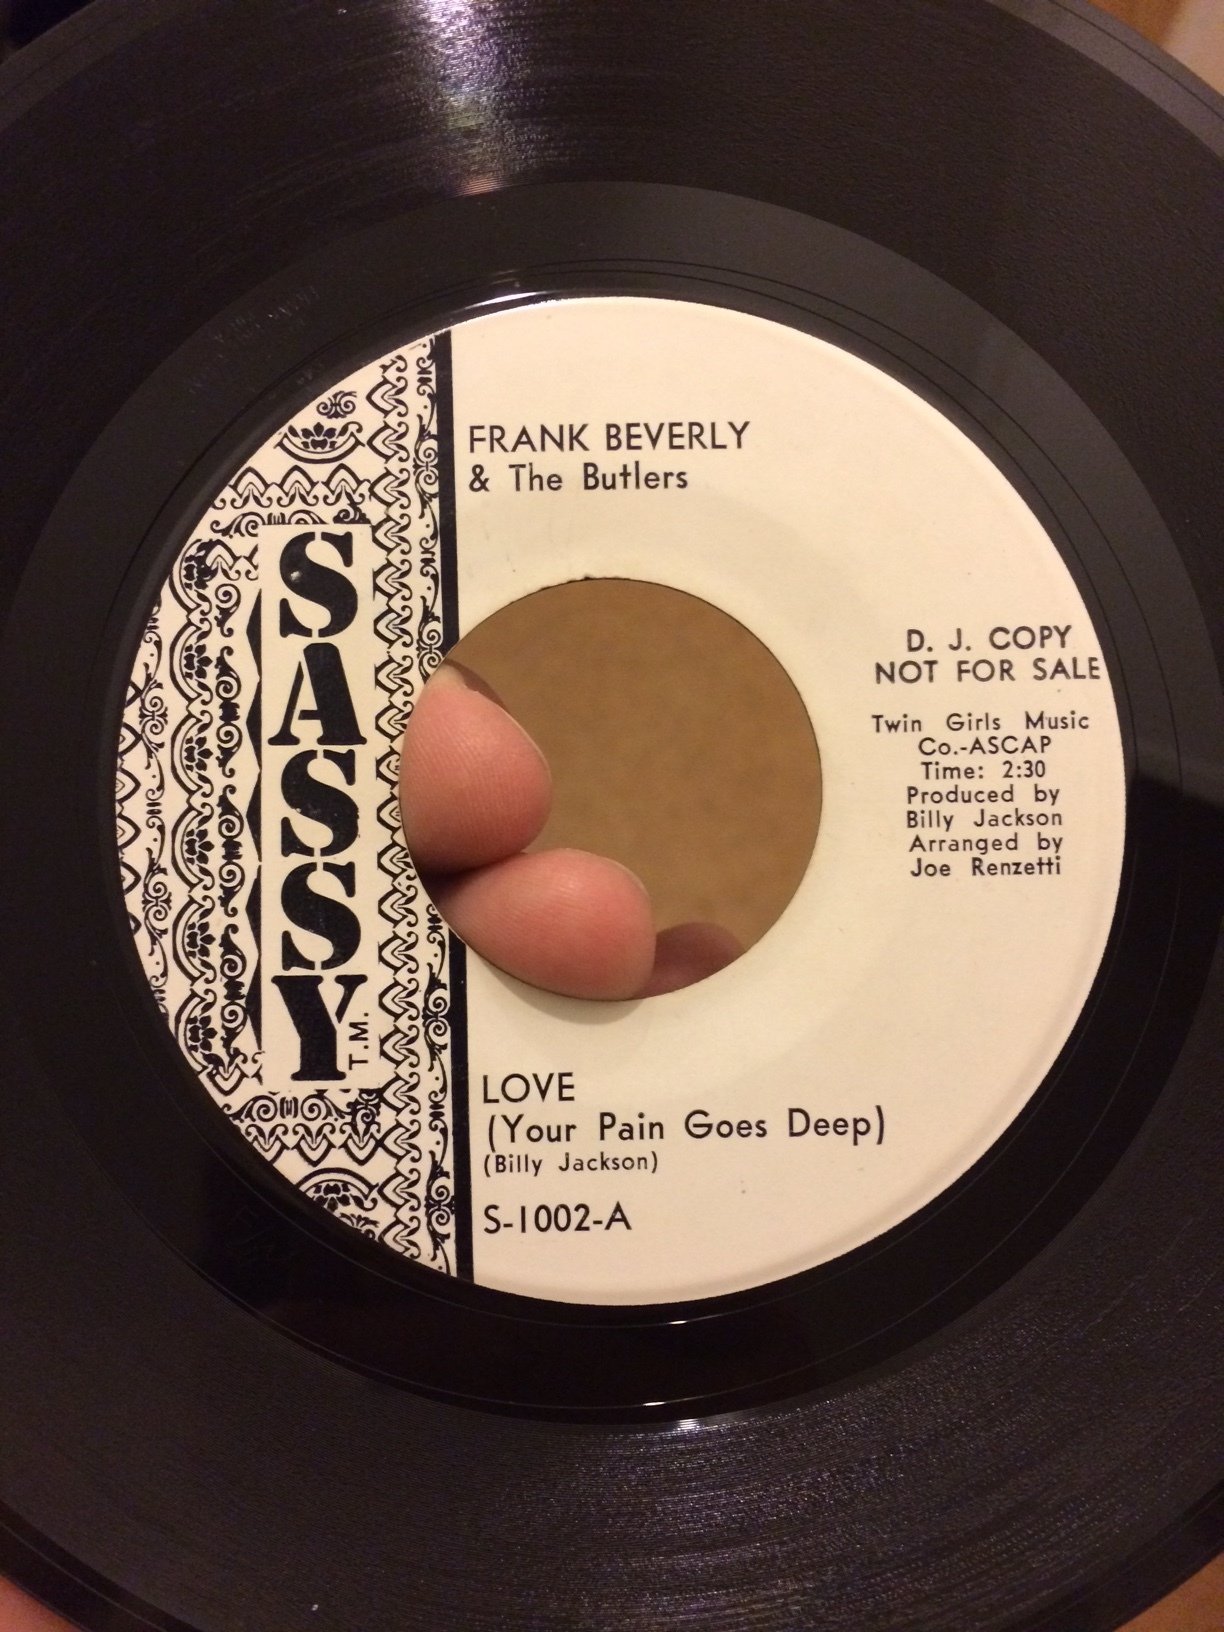 SASSY
T.M.
FRANK BEVERLY
& The Butlers
D. J. COPY
NOT FOR SALE
Twin Girls Music
Co.-ASCAP
Time: 2:30
Produced by
Billy Jackson
Arranged by
Joe Renzetti
LOVE
(Your Pain Goes Deep)
(Billy Jackson)
S-1002-A